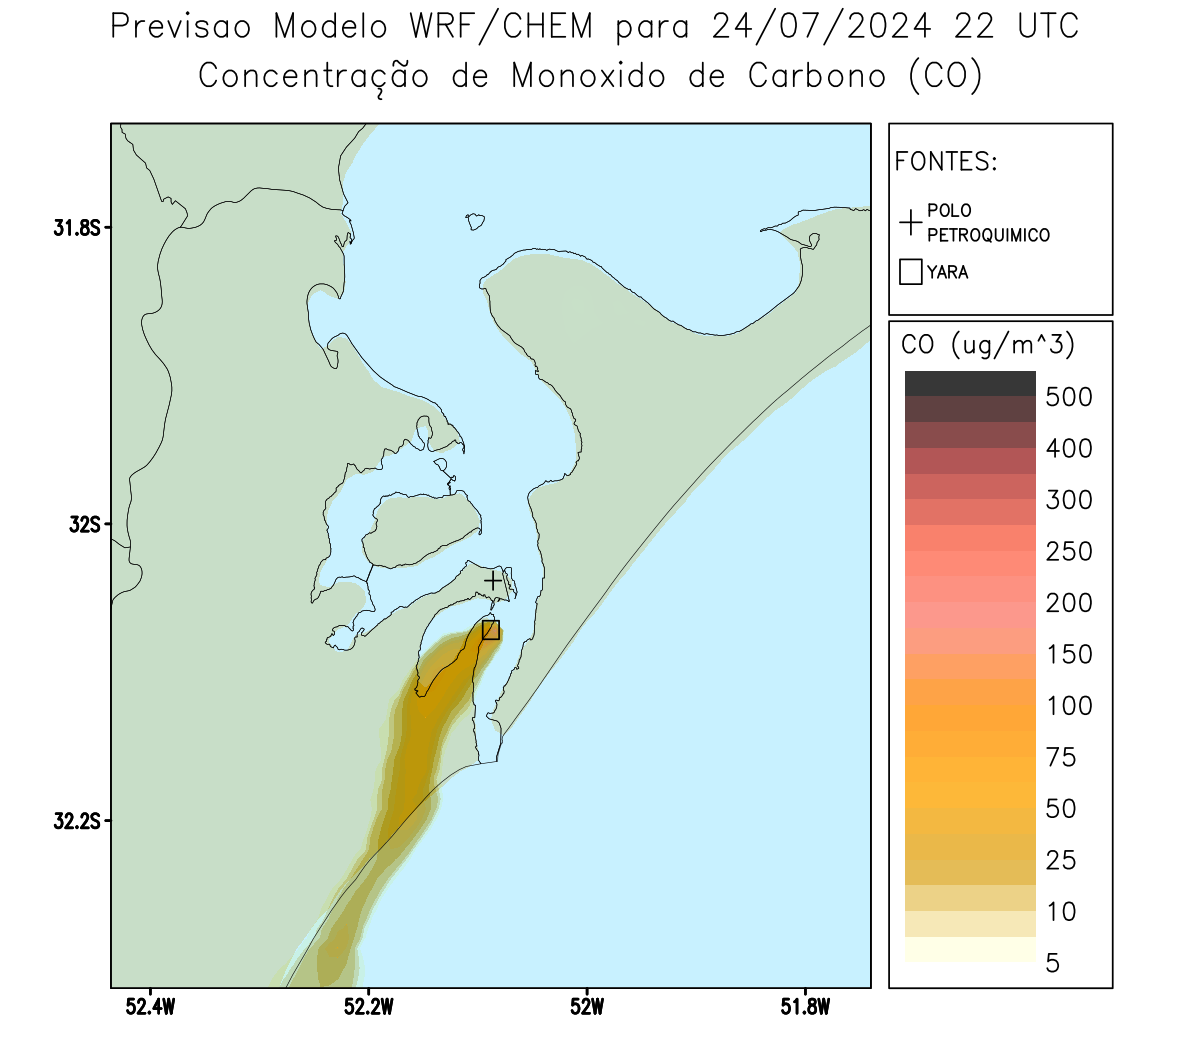 Previsao Modelo WRF/CHEM para 24/07/2024 22 UTC
Concentração de Monoxido de Carbono (CO)
FONTES:
POLO
PETROQUIMICO
YARA
CO (ug/m^3)
500
400
300
250
200
150
100
75
50
25
10
5
31.8S
32S
32.2S
52.4W
52.2W
52W
51.8W